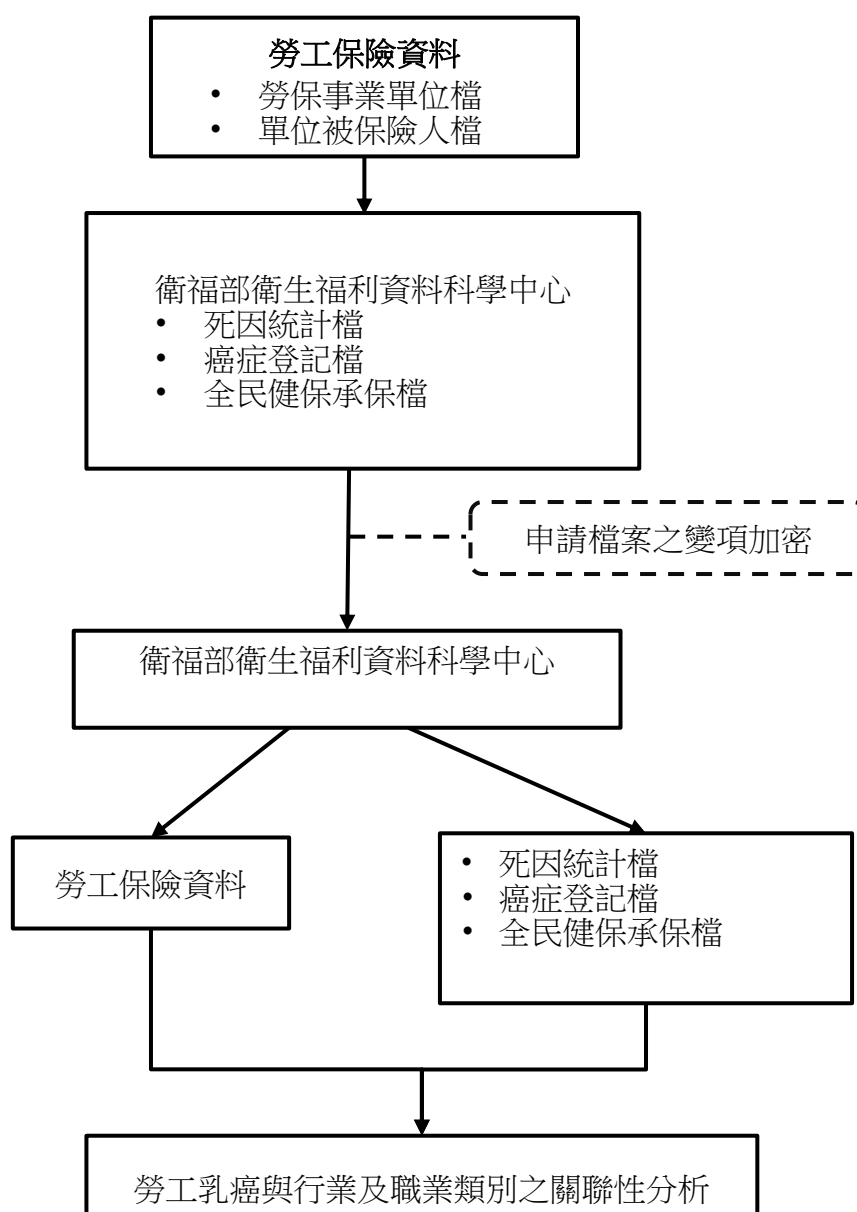 勞工保險資料
• 勞保事業單位檔
• 單位被保險人檔
衛福部衛生福利資料科學中心
• 死因統計檔
• 癌症登記檔
• 全民健保承保檔
申請檔案之變項加密
衛福部衛生福利資料科學中心
勞工保險資料
• 死因統計檔
• 癌症登記檔
• 全民健保承保檔
勞工乳癌與行業及職業類別之關聯性分析